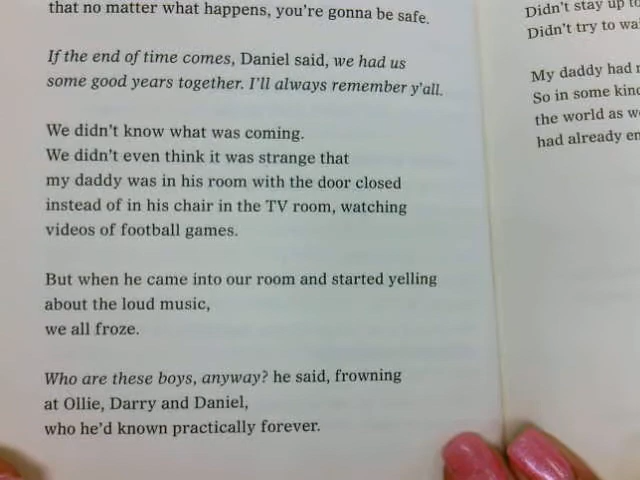 that no matter what happens, you're gonna be safe.
If the end of time comes, Daniel said, we had us
some good years together. I'll always remember y'all.
We didn't know what was coming.
We didn't even think it was strange that
my daddy was in his room with the door closed
instead of in his chair in the TV room, watching
videos of football games.
But when he came into our room and started yelling
about the loud music,
we all froze.
Who are these boys, anyway? he said, frowning
at Ollie, Darry and Daniel,
who he'd known practically forever.
Didn't stay up
Didn't try to
My daddy had
So in some
the world as
had already